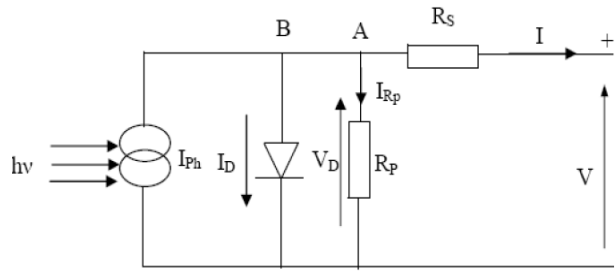 B A R_S I +
I_Rp
hν I_Ph I_D V_D R_P V